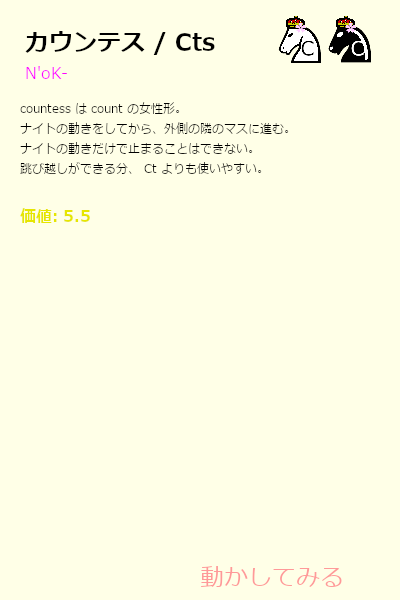 カウンテス / Cts
N'oK-
countess は count の女性形。
ナイトの動きをしてから、外側の隣のマスに進む。
ナイトの動きだけで止まることはできない。
跳び越しができる分、 Ct よりも使いやすい。
価値: 5.5
動かしてみる
C
C